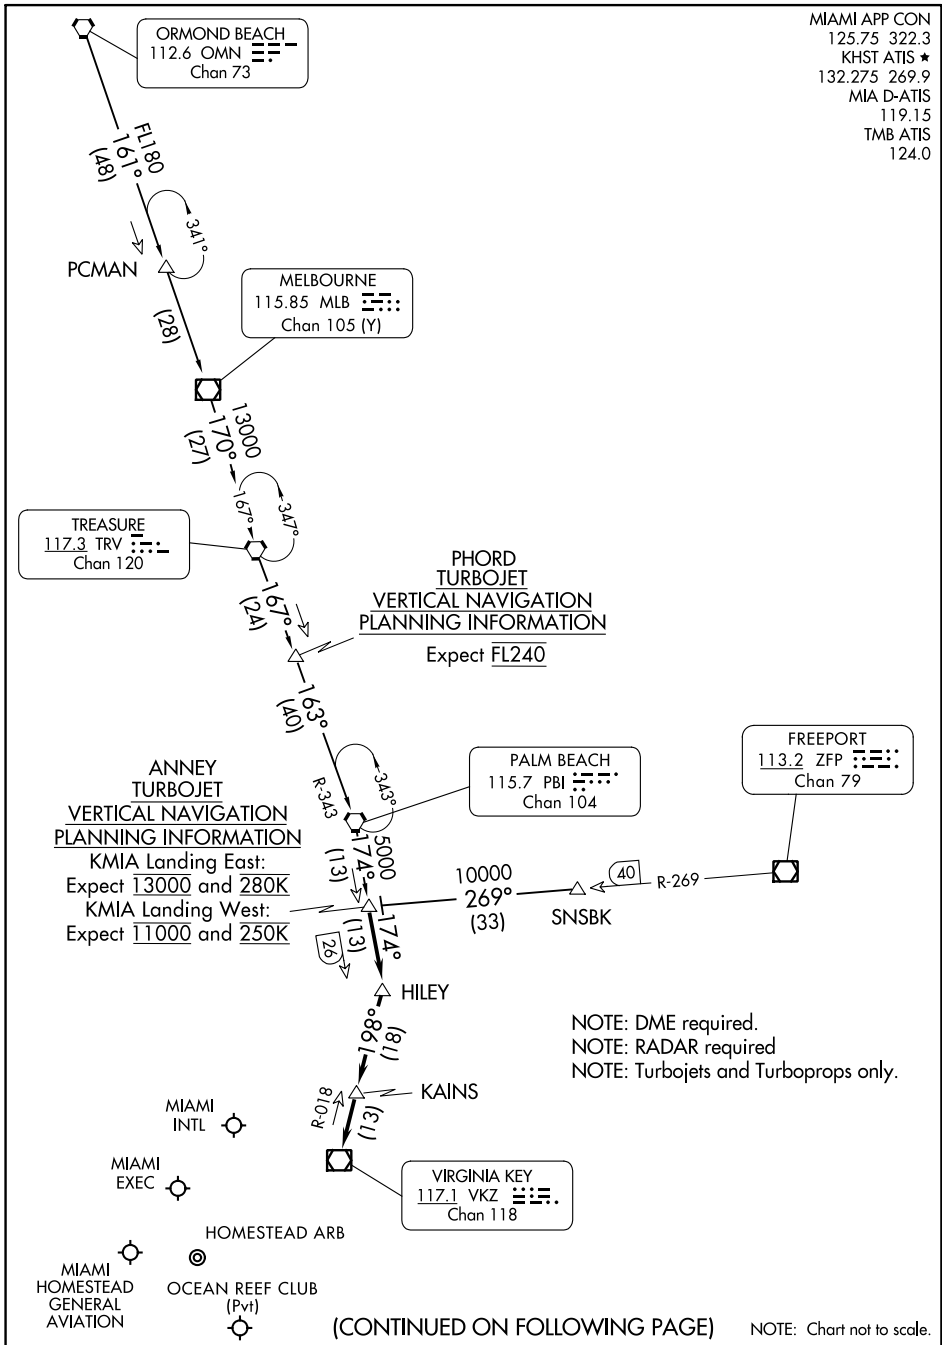 MIAMI APP CON
125.75 322.3
KHST ATIS ★
132.275 269.9
MIA D-ATIS
119.15
TMB ATIS
124.0
ORMOND BEACH
112.6 OMN
Chan 73
FL180
161°
(48)
341°
PCMAN
(28)
MELBOURNE
115.85 MLB
Chan 105 (Y)
13000
170°
(27)
167°
347°
TREASURE
117.3 TRV
Chan 120
167°
(24)
PHORD
TURBOJET
VERTICAL NAVIGATION
PLANNING INFORMATION
Expect FL240
163°
(40)
R-343
343°
PALM BEACH
115.7 PBI
Chan 104
FREEPORT
113.2 ZFP
Chan 79
ANNEY
TURBOJET
VERTICAL NAVIGATION
PLANNING INFORMATION
KMIA Landing East:
Expect 13000 and 280K
KMIA Landing West:
Expect 11000 and 250K
5000
174°
(13)
10000
269°
(33)
40
R-269
SNSBK
174°
(13)
26
HILEY
198°
(18)
NOTE: DME required.
NOTE: RADAR required
NOTE: Turbojets and Turboprops only.
KAINS
R-018
(13)
VIRGINIA KEY
117.1 VKZ
Chan 118
MIAMI
INTL
MIAMI
EXEC
HOMESTEAD ARB
MIAMI
HOMESTEAD
GENERAL
AVIATION
OCEAN REEF CLUB
(Pvt)
(CONTINUED ON FOLLOWING PAGE)
NOTE: Chart not to scale.